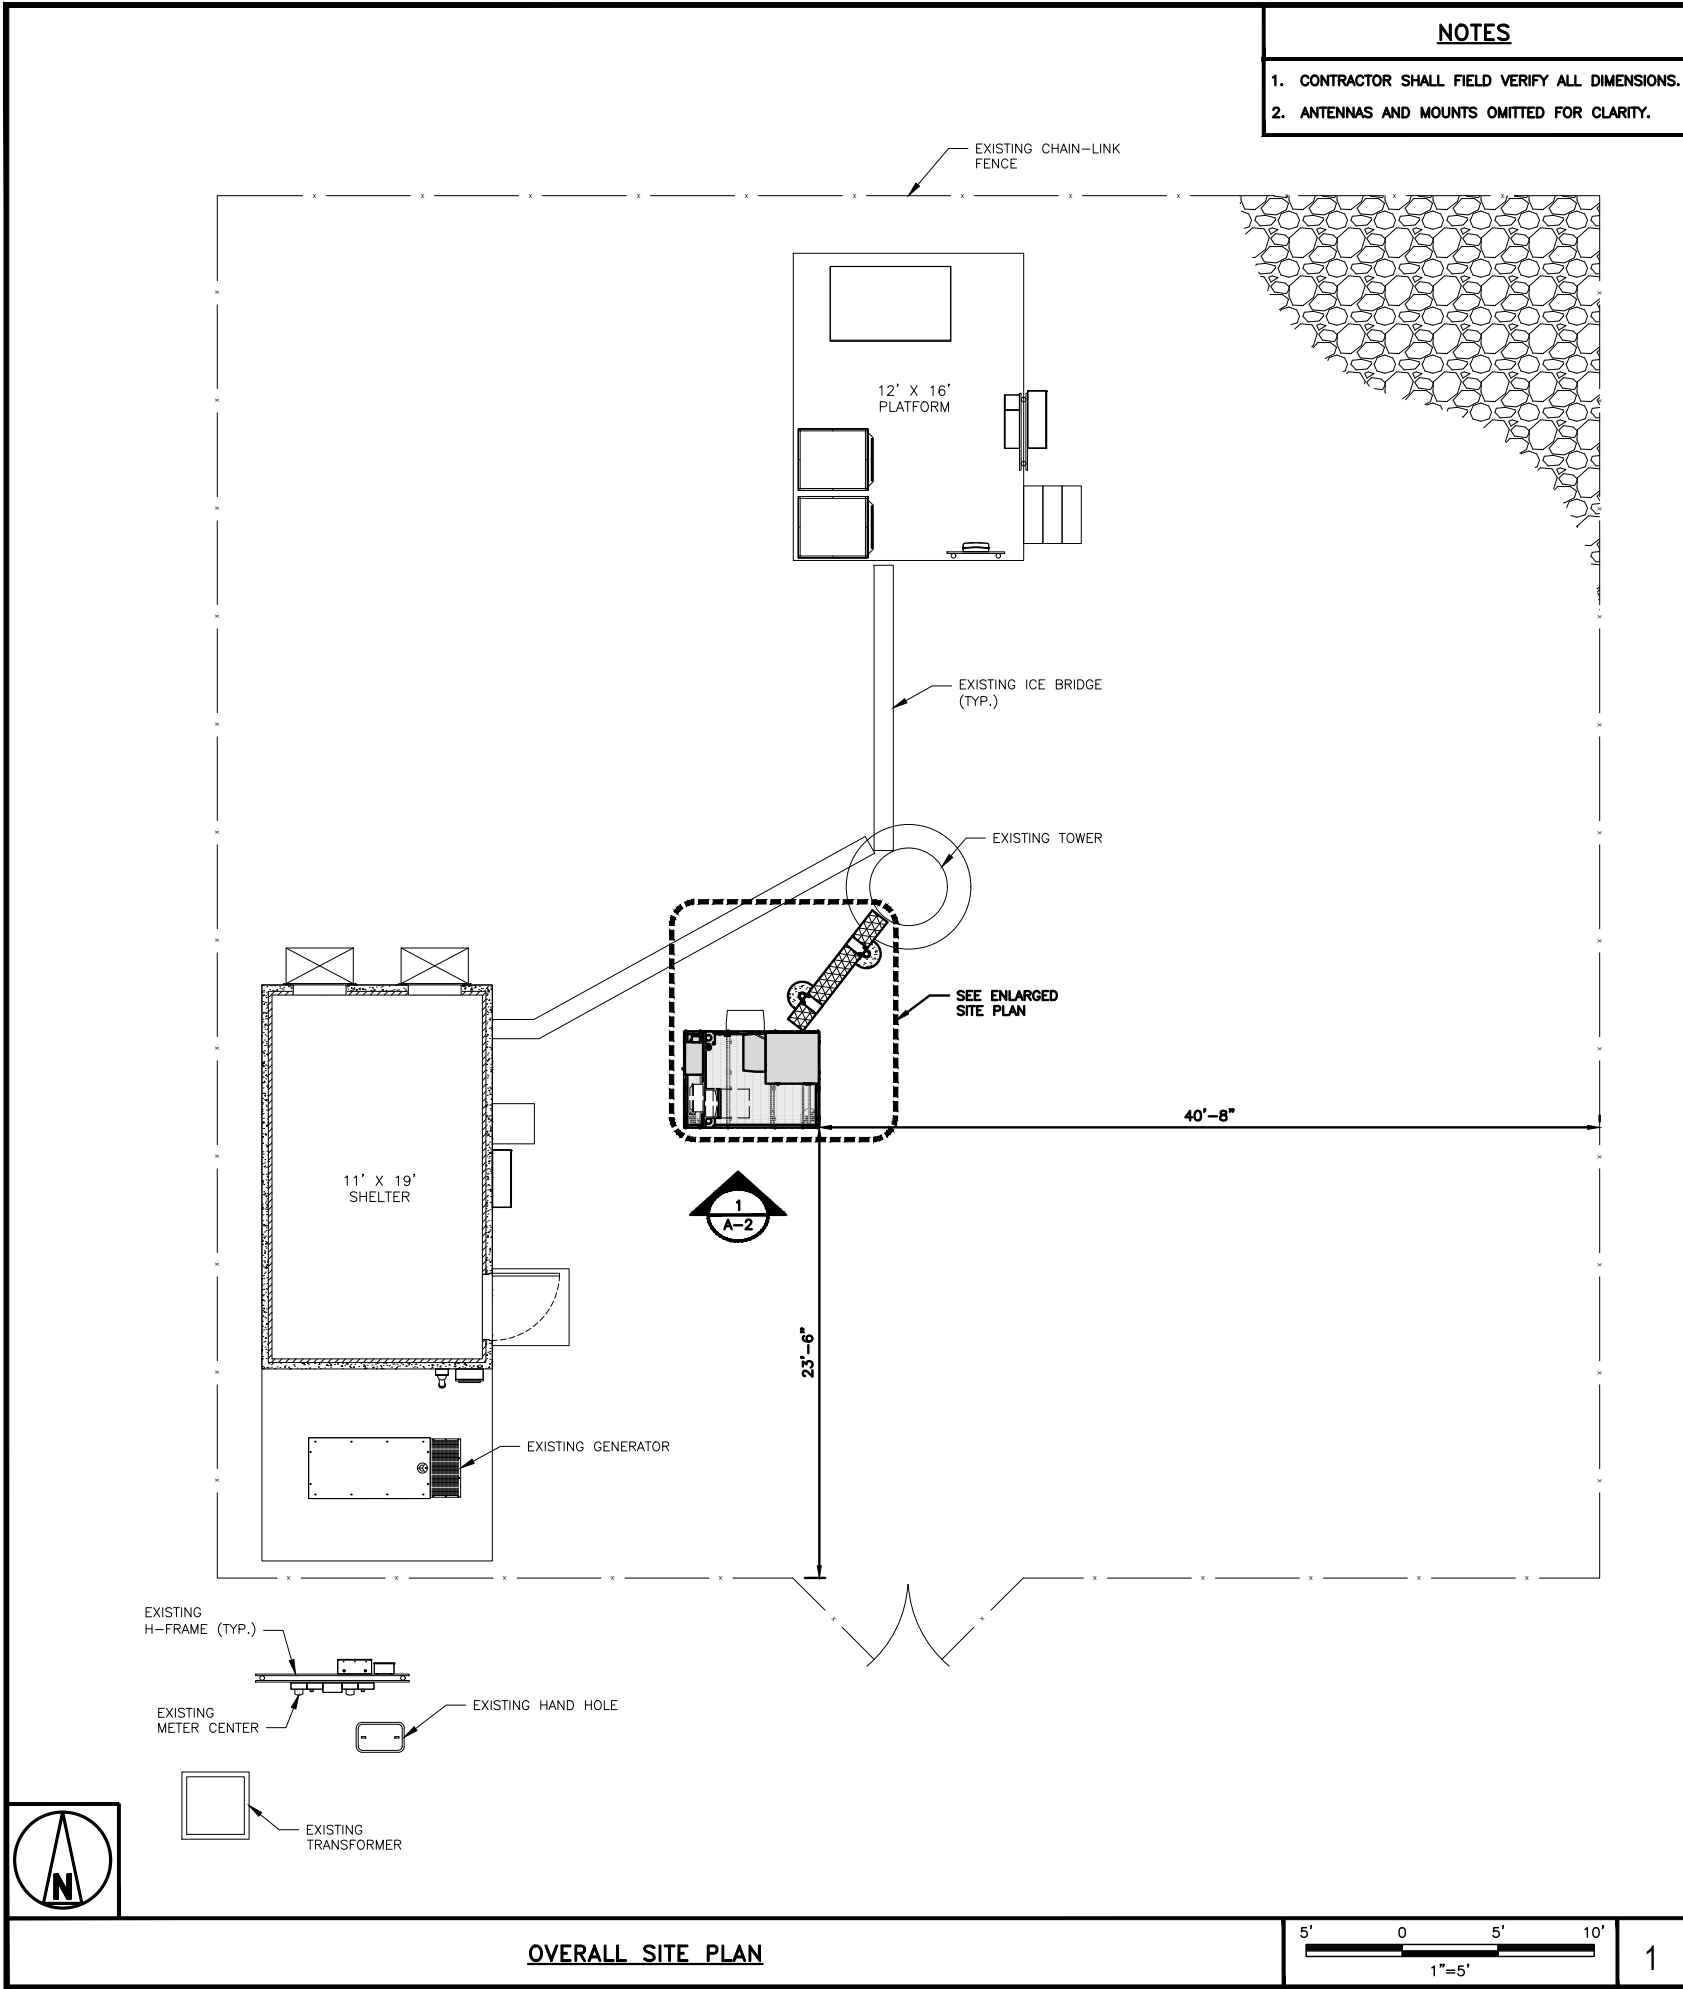 NOTES
1. CONTRACTOR SHALL FIELD VERIFY ALL DIMENSIONS.
2. ANTENNAS AND MOUNTS OMITTED FOR CLARITY.
EXISTING CHAIN-LINK
FENCE
12' X 16'
PLATFORM
EXISTING ICE BRIDGE
(TYP.)
EXISTING TOWER
SEE ENLARGED
SITE PLAN
40'-8"
11' X 19'
SHELTER
1
A-2
23'-6"
EXISTING GENERATOR
EXISTING
H-FRAME (TYP.)
EXISTING
METER CENTER
EXISTING HAND HOLE
EXISTING
TRANSFORMER
N
OVERALL SITE PLAN
5' 0 5' 10'
1"=5'
1